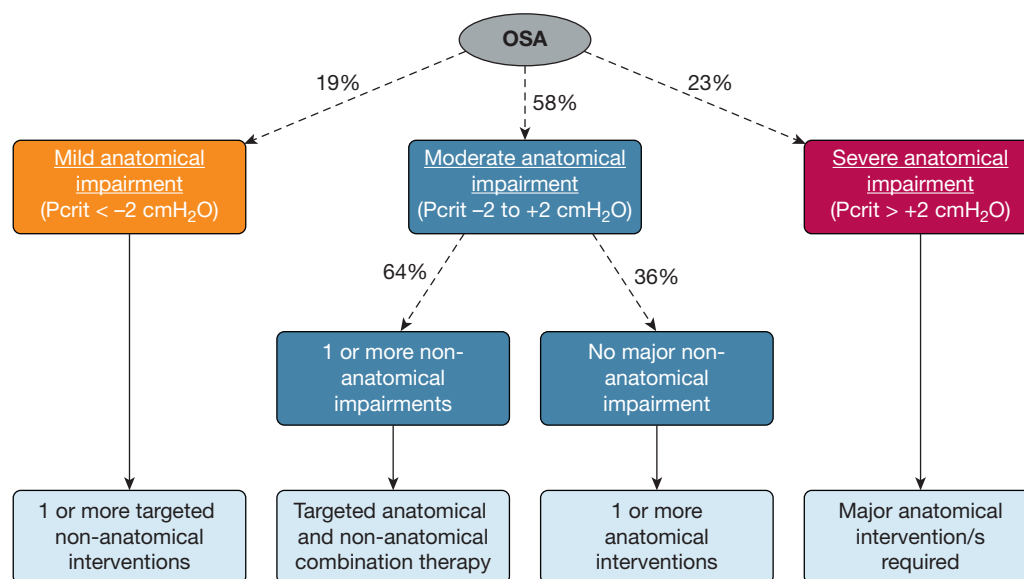 OSA
19%
58%
23%
Mild anatomical
impairment
(Pcrit < –2 cmH₂O)
Moderate anatomical
impairment
(Pcrit –2 to +2 cmH₂O)
Severe anatomical
impairment
(Pcrit > +2 cmH₂O)
64%
36%
1 or more non-
anatomical
impairments
No major non-
anatomical
impairment
1 or more targeted
non-anatomical
interventions
Targeted anatomical
and non-anatomical
combination therapy
1 or more
anatomical
interventions
Major anatomical
intervention/s
required